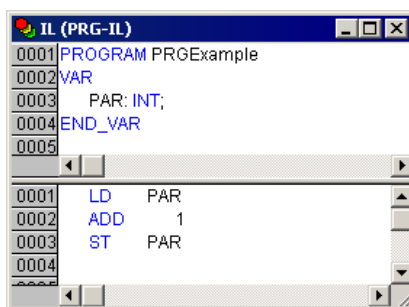 IL (PRG-IL)
0001 PROGRAM PRGExample
0002 VAR
0003 PAR: INT;
0004 END_VAR
0005
0001 LD PAR
0002 ADD 1
0003 ST PAR
0004